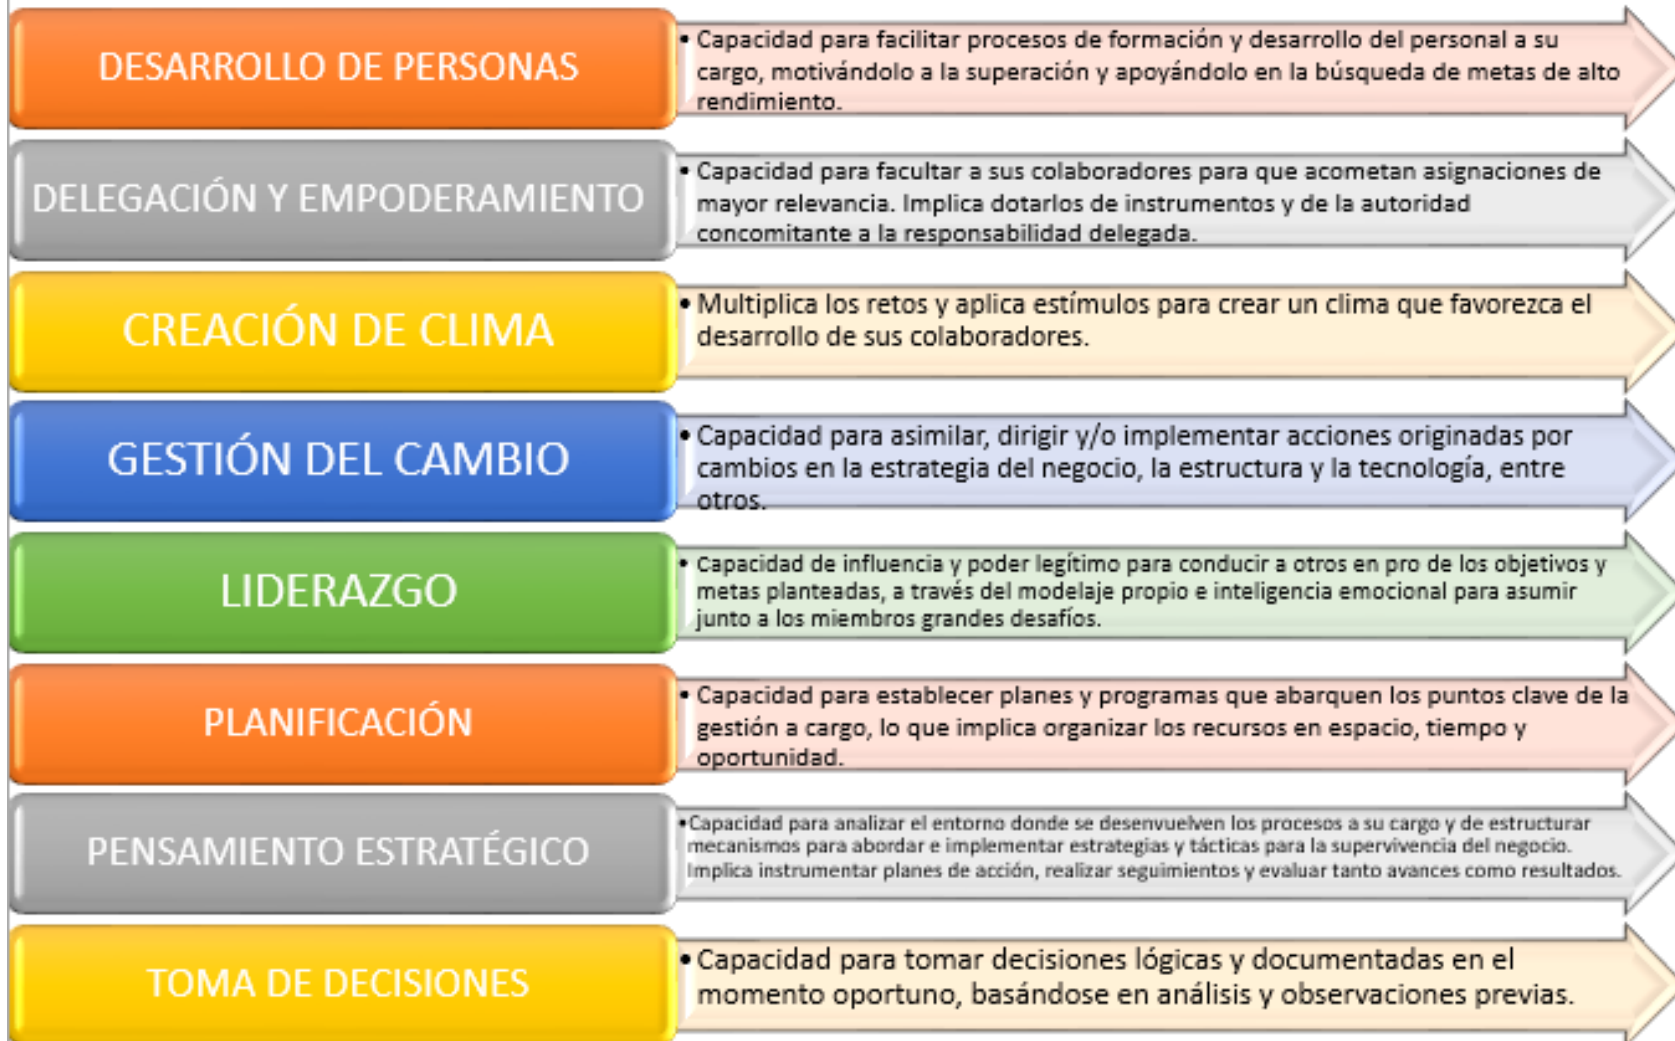 DESARROLLO DE PERSONAS
• Capacidad para facilitar procesos de formación y desarrollo del personal a su
cargo, motivándolo a la superación y apoyándolo en la búsqueda de metas de alto
rendimiento.
DELEGACIÓN Y EMPODERAMIENTO
• Capacidad para facultar a sus colaboradores para que acometan asignaciones de
mayor relevancia. Implica dotarlos de instrumentos y de la autoridad
concomitante a la responsabilidad delegada.
CREACIÓN DE CLIMA
• Multiplica los retos y aplica estímulos para crear un clima que favorezca el
desarrollo de sus colaboradores.
GESTIÓN DEL CAMBIO
• Capacidad para asimilar, dirigir y/o implementar acciones originadas por
cambios en la estrategia del negocio, la estructura y la tecnología, entre
otros.
LIDERAZGO
• Capacidad de influencia y poder legítimo para conducir a otros en pro de los objetivos y
metas planteadas, a través del modelaje propio e inteligencia emocional para asumir
junto a los miembros grandes desafíos.
PLANIFICACIÓN
• Capacidad para establecer planes y programas que abarquen los puntos clave de la
gestión a cargo, lo que implica organizar los recursos en espacio, tiempo y
oportunidad.
PENSAMIENTO ESTRATÉGICO
• Capacidad para analizar el entorno donde se desenvuelven los procesos a su cargo y de estructurar
mecanismos para abordar e implementar estrategias y tácticas para la supervivencia del negocio.
Implica instrumentar planes de acción, realizar seguimientos y evaluar tanto avances como resultados.
TOMA DE DECISIONES
• Capacidad para tomar decisiones lógicas y documentadas en el
momento oportuno, basándose en análisis y observaciones previas.